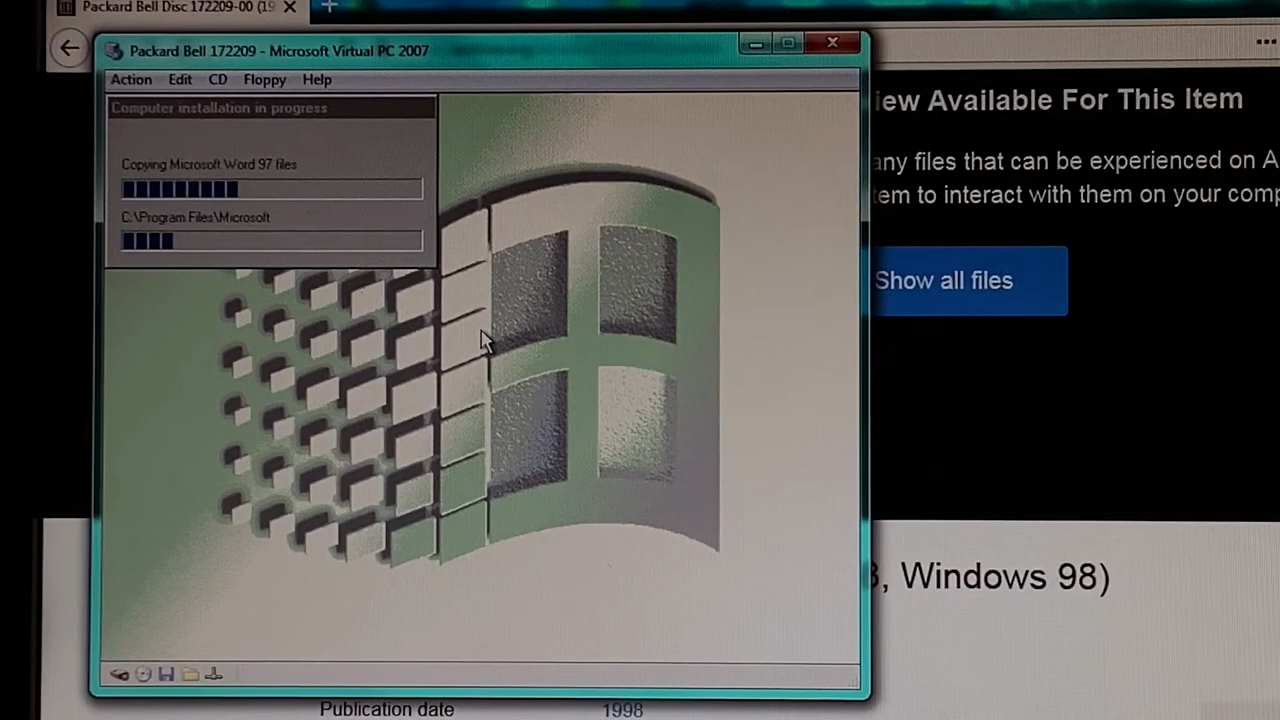 Packard Bell Disc 172209-00 (19
Packard Bell 172209 - Microsoft Virtual PC 2007
Action Edit CD Floppy Help
Computer installation in progress
Copying Microsoft Word 97 files
C:\Program Files\Microsoft
iew Available For This Item
any files that can be experienced on A
tem to interact with them on your comp
Show all files
, Windows 98)
Publication date 1998